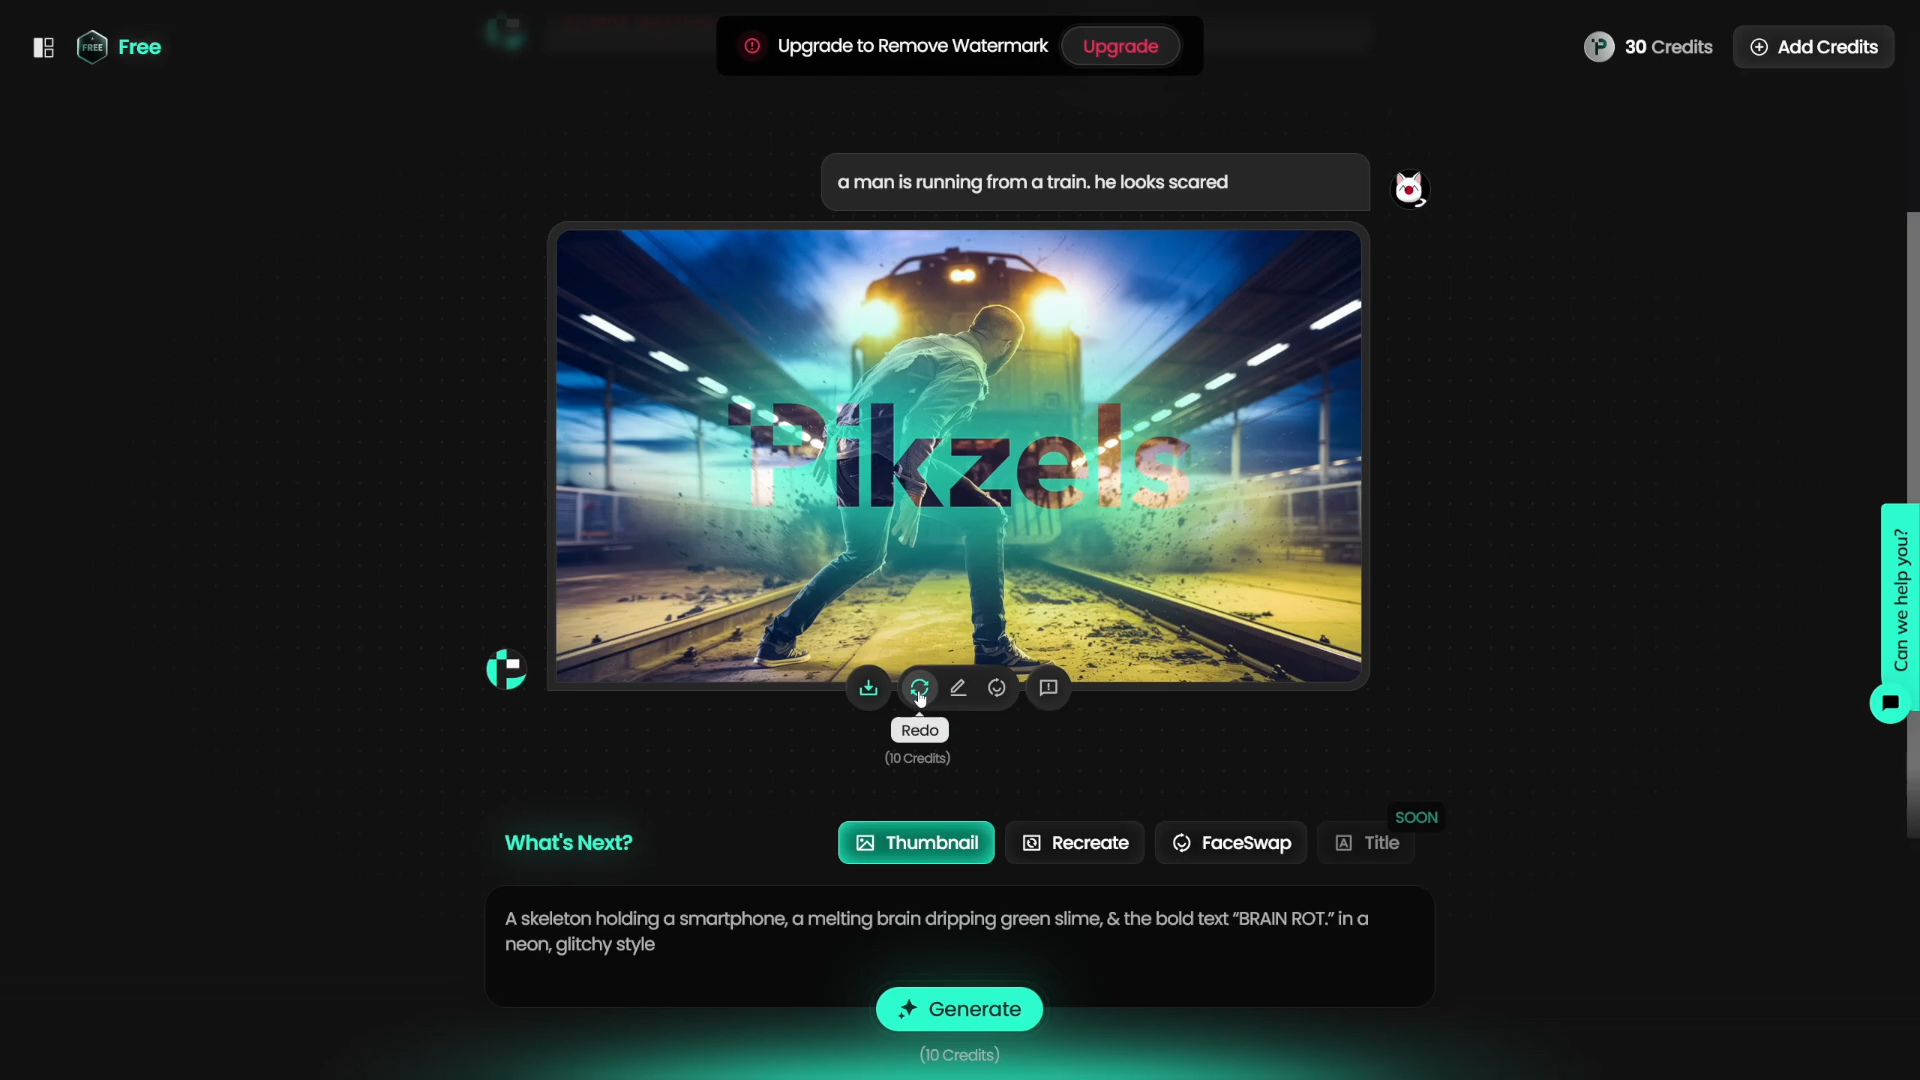 FREE
Free
Upgrade to Remove Watermark
Upgrade
30 Credits
Add Credits
a man is running from a train. he looks scared
Pikzels
Redo
(10 Credits)
Can we help you?
SOON
What's Next?
Thumbnail
Recreate
FaceSwap
Title
A skeleton holding a smartphone, a melting brain dripping green slime, & the bold text “BRAIN ROT.” in a
neon, glitchy style
Generate
(10 Credits)